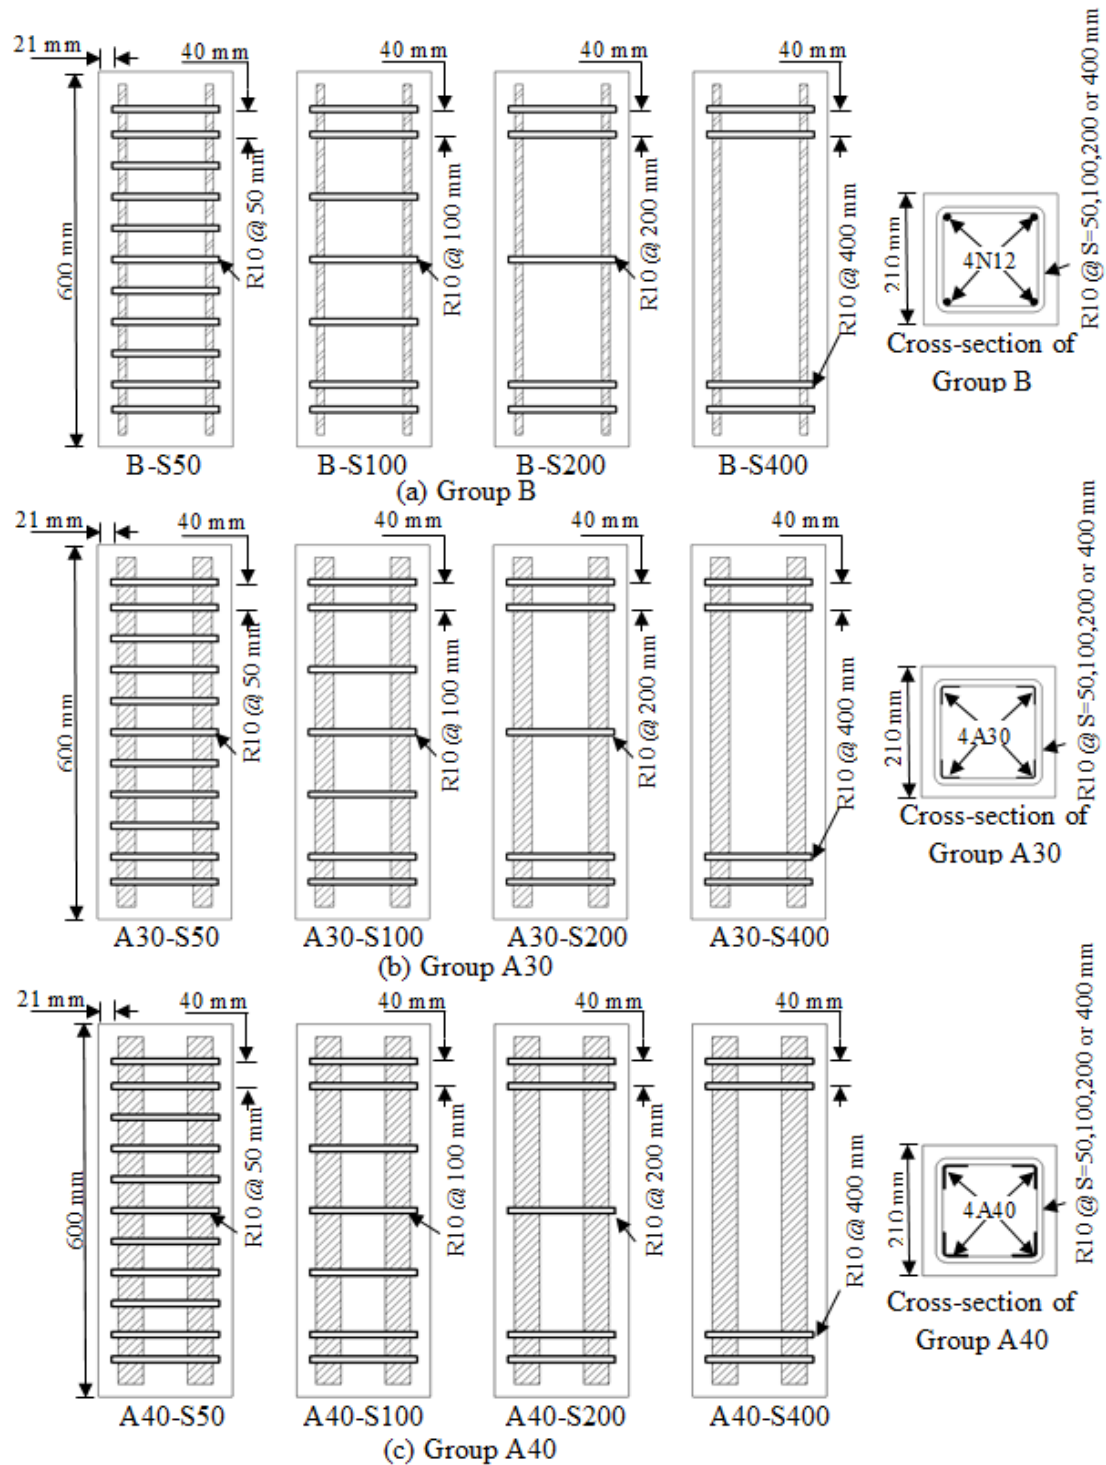 21 mm
40 mm
40 mm
40 mm
40 mm
600 mm
R10 @ 50 mm
R10 @ 100 mm
R10 @ 200 mm
R10 @ 400 mm
210 mm
4N12
R10 @ S=50,100,200 or 400 mm
Cross-section of
Group B
B-S50
B-S100
B-S200
B-S400
(a) Group B
21 mm
40 mm
40 mm
40 mm
40 mm
600 mm
R10 @ 50 mm
R10 @ 100 mm
R10 @ 200 mm
R10 @ 400 mm
210 mm
4A30
R10 @ S=50,100,200 or 400 mm
Cross-section of
Group A30
A30-S50
A30-S100
A30-S200
A30-S400
(b) Group A30
21 mm
40 mm
40 mm
40 mm
40 mm
600 mm
R10 @ 50 mm
R10 @ 100 mm
R10 @ 200 mm
R10 @ 400 mm
210 mm
4A40
R10 @ S=50,100,200 or 400 mm
Cross-section of
Group A40
A40-S50
A40-S100
A40-S200
A40-S400
(c) Group A40